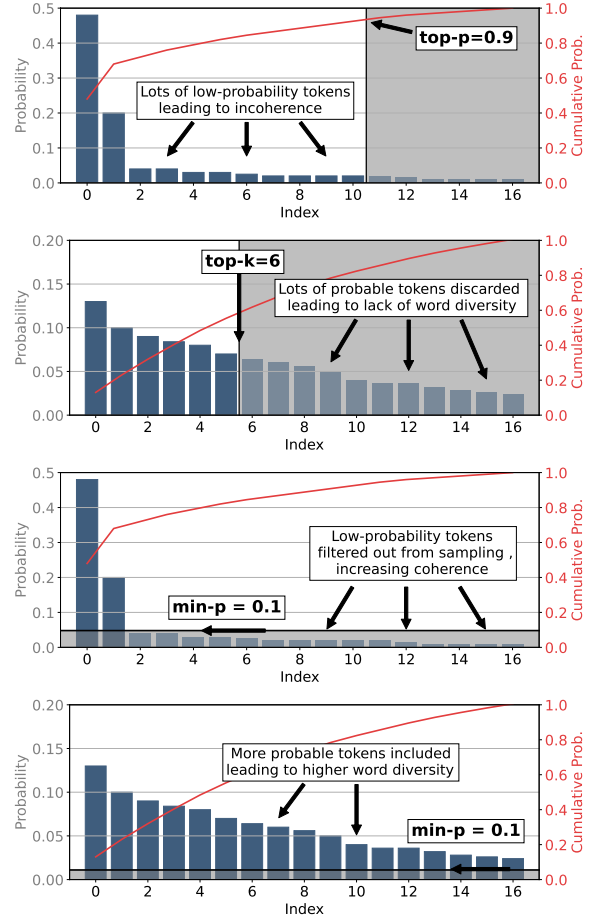 0.5
0.4
0.3
0.2
0.1
0.0
Probability
top-p=0.9
Lots of low-probability tokens
leading to incoherence
1.0
0.8
0.6
0.4
0.2
0.0
Cumulative Prob.
0 2 4 6 8 10 12 14 16
Index
0.20
0.15
0.10
0.05
0.00
Probability
top-k=6
Lots of probable tokens discarded
leading to lack of word diversity
1.0
0.8
0.6
0.4
0.2
0.0
Cumulative Prob.
0 2 4 6 8 10 12 14 16
Index
0.5
0.4
0.3
0.2
0.1
0.0
Probability
Low-probability tokens
filtered out from sampling ,
increasing coherence
min-p = 0.1
1.0
0.8
0.6
0.4
0.2
0.0
Cumulative Prob.
0 2 4 6 8 10 12 14 16
Index
0.20
0.15
0.10
0.05
0.00
Probability
More probable tokens included
leading to higher word diversity
min-p = 0.1
1.0
0.8
0.6
0.4
0.2
0.0
Cumulative Prob.
0 2 4 6 8 10 12 14 16
Index